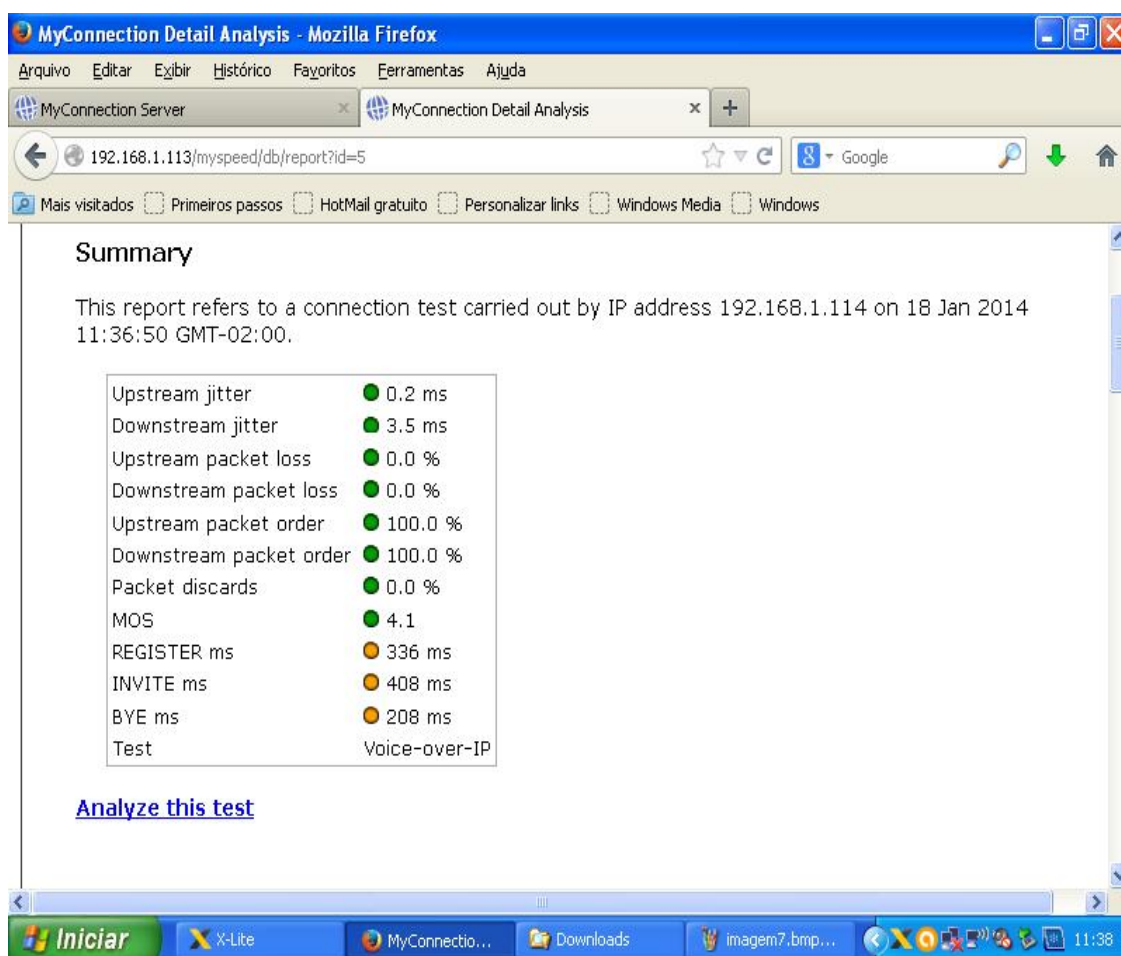 MyConnection Detail Analysis - Mozilla Firefox
Arquivo Editar Exibir Histórico Favoritos Ferramentas Ajuda
MyConnection Server MyConnection Detail Analysis
192.168.1.113/myspeed/db/report?id=5 Google
Mais visitados Primeiros passos HotMail gratuito Personalizar links Windows Media Windows
Summary
This report refers to a connection test carried out by IP address 192.168.1.114 on 18 Jan 2014
11:36:50 GMT-02:00.
Upstream jitter 0.2 ms
Downstream jitter 3.5 ms
Upstream packet loss 0.0 %
Downstream packet loss 0.0 %
Upstream packet order 100.0 %
Downstream packet order 100.0 %
Packet discards 0.0 %
MOS 4.1
REGISTER ms 336 ms
INVITE ms 408 ms
BYE ms 208 ms
Test Voice-over-IP
Analyze this test
Iniciar X-Lite MyConnectio... Downloads imagem7.bmp... 11:38